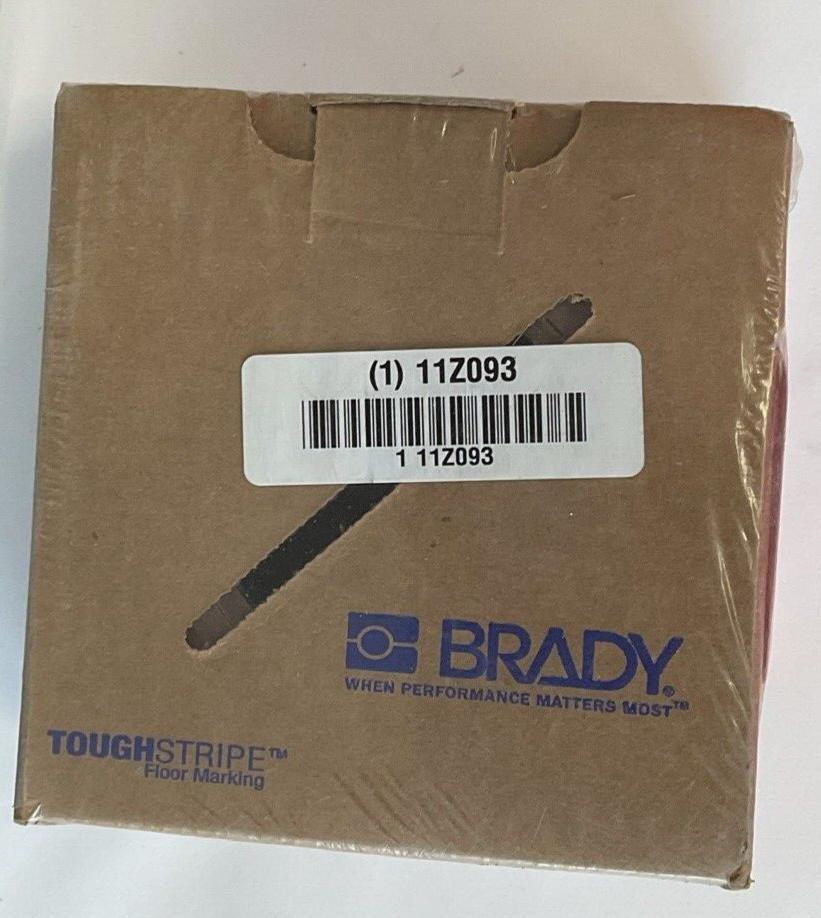 (1) 11Z093
1 11Z093
BRADY®
WHEN PERFORMANCE MATTERS MOST™
TOUGHSTRIPE™
Floor Marking